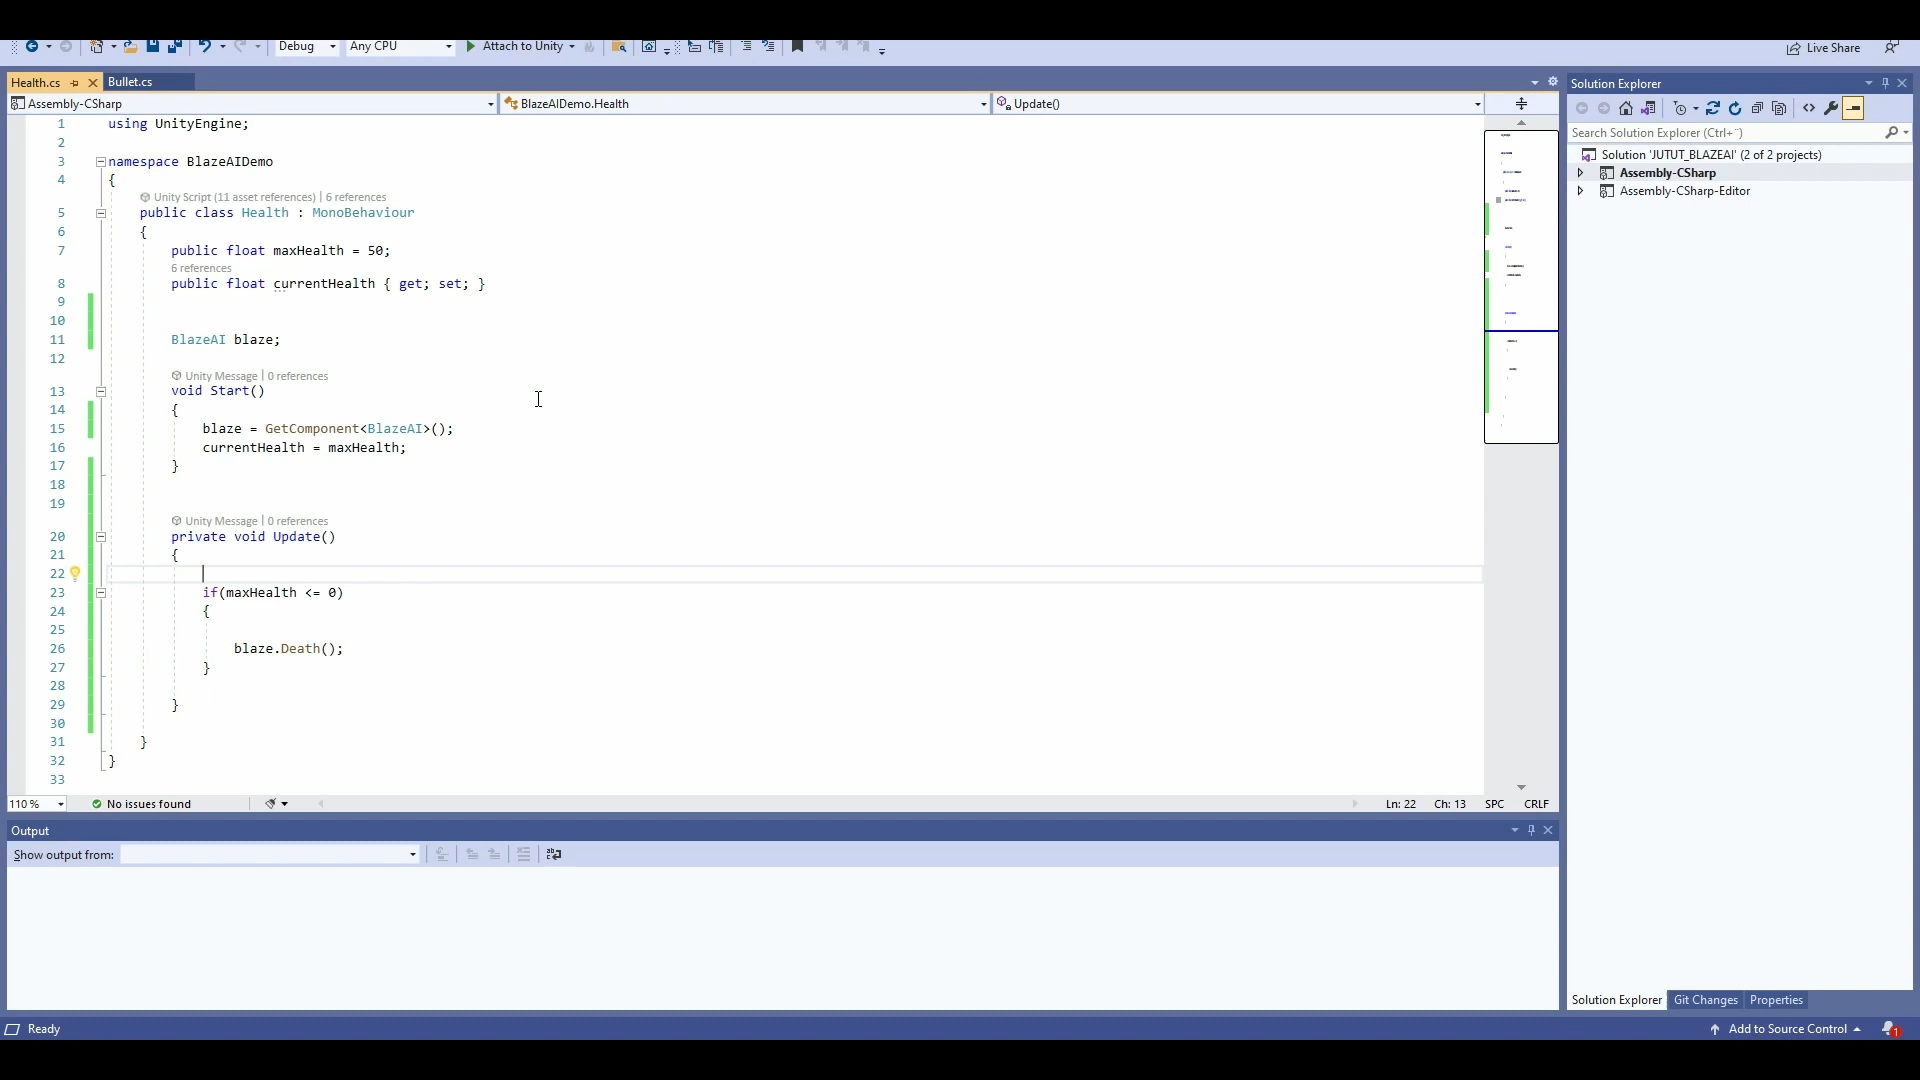 Debug Any CPU Attach to Unity Live Share
Health.cs Bullet.cs Solution Explorer
Assembly-CSharp BlazeAIDemo.Health Update()
Search Solution Explorer (Ctrl+¨)
Solution 'JUTUT_BLAZEAI' (2 of 2 projects)
Assembly-CSharp
Assembly-CSharp-Editor
1 using UnityEngine;
2
3 namespace BlazeAIDemo
4 {
Unity Script (11 asset references) | 6 references
5 public class Health : MonoBehaviour
6 {
7 public float maxHealth = 50;
6 references
8 public float currentHealth { get; set; }
9
10
11 BlazeAI blaze;
12
Unity Message | 0 references
13 void Start()
14 {
15 blaze = GetComponent<BlazeAI>();
16 currentHealth = maxHealth;
17 }
18
19
Unity Message | 0 references
20 private void Update()
21 {
22
23 if(maxHealth <= 0)
24 {
25
26 blaze.Death();
27 }
28
29 }
30
31 }
32 }
33
110 % No issues found Ln: 22 Ch: 13 SPC CRLF
Output
Show output from:
Solution Explorer Git Changes Properties
Ready Add to Source Control 1